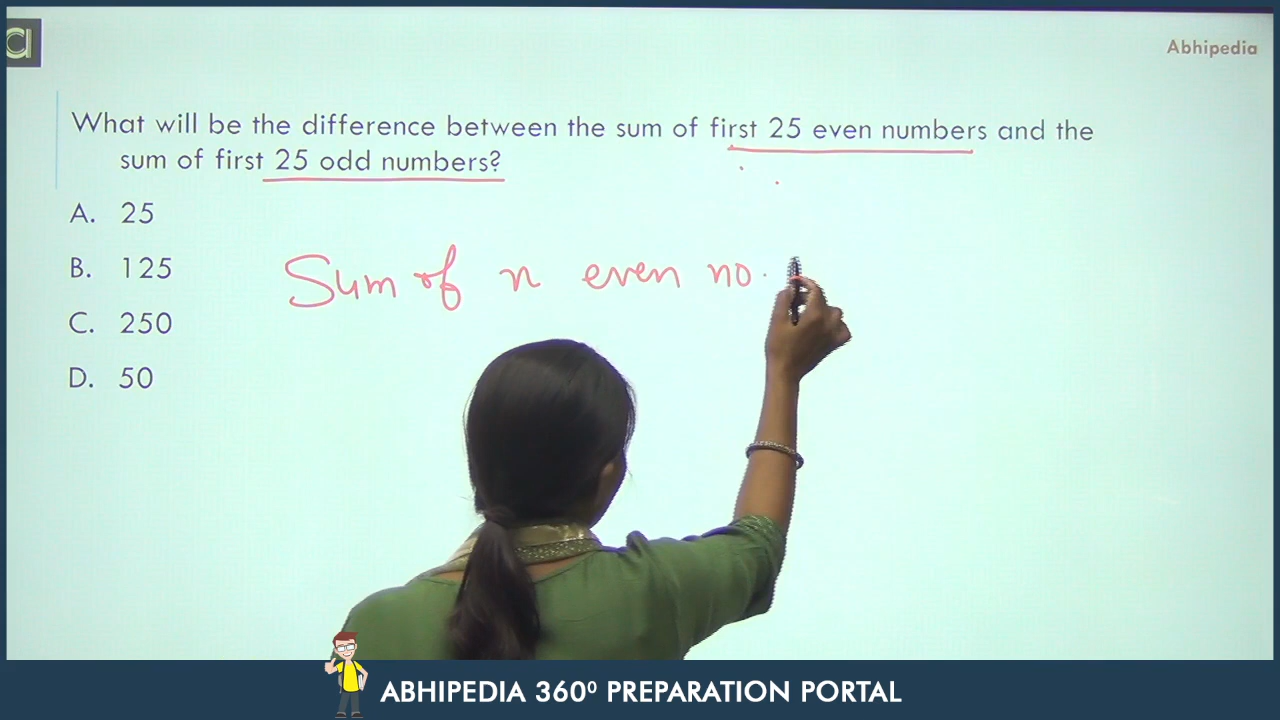 a
Abhipedia
What will be the difference between the sum of first 25 even numbers and the
sum of first 25 odd numbers?
A. 25
B. 125
C. 250
D. 50
Sum of n even no.
ABHIPEDIA 360⁰ PREPARATION PORTAL